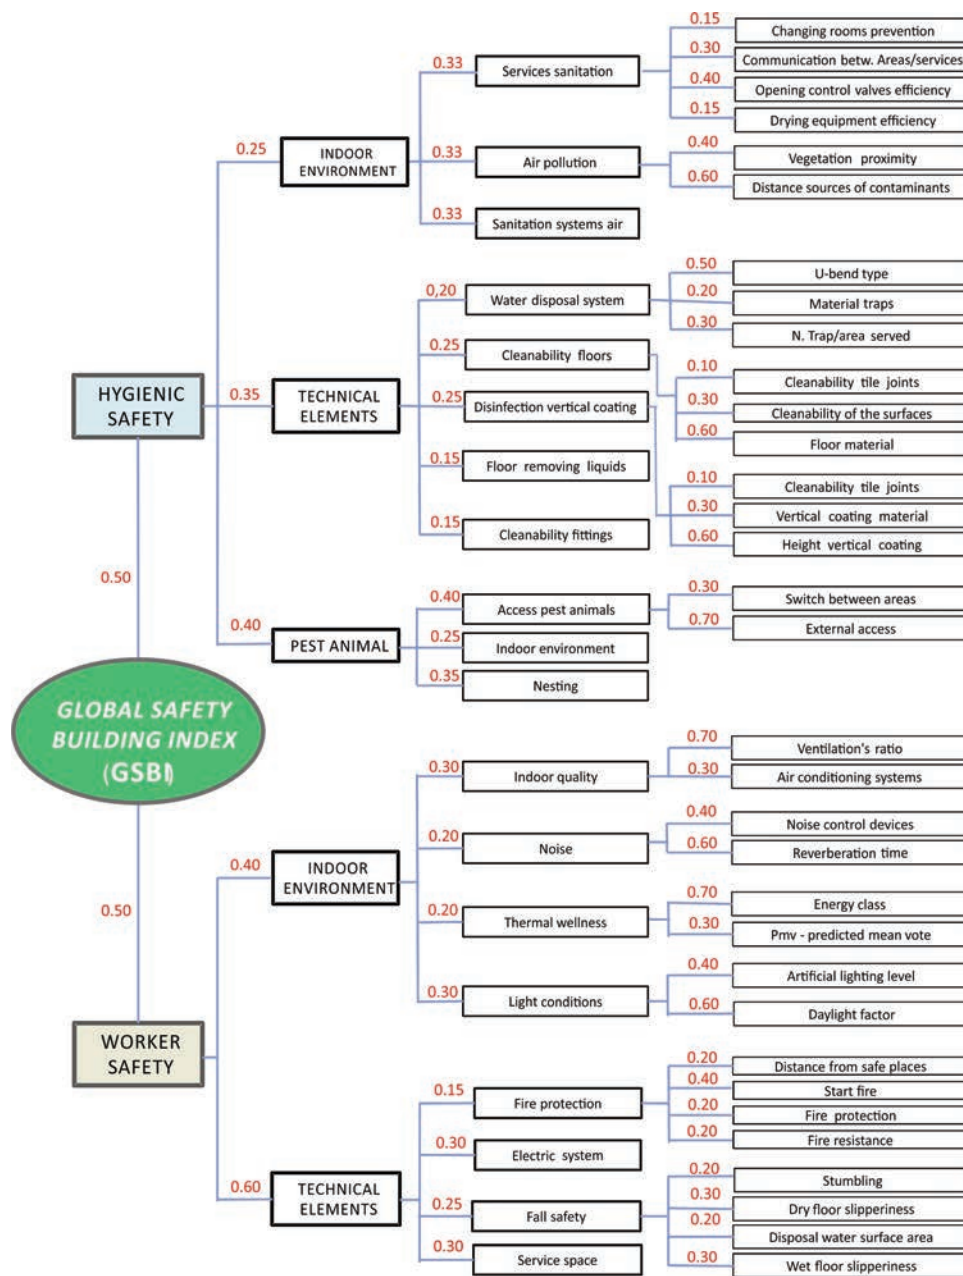 0.15
Changing rooms prevention
0.30
Communication betw. Areas/services
0.33
Services sanitation
0.40
Opening control valves efficiency
0.15
Drying equipment efficiency
0.25
INDOOR
ENVIRONMENT
0.33
Air pollution
0.40
Vegetation proximity
0.60
Distance sources of contaminants
0.33
Sanitation systems air
0,20
Water disposal system
0.50
U-bend type
0.20
Material traps
0.30
N. Trap/area served
0.25
Cleanability floors
0.10
Cleanability tile joints
0.30
Cleanability of the surfaces
0.60
Floor material
HYGIENIC
SAFETY
0.35
TECHNICAL
ELEMENTS
0.25
Disinfection vertical coating
0.15
Floor removing liquids
0.10
Cleanability tile joints
0.30
Vertical coating material
0.60
Height vertical coating
0.15
Cleanability fittings
0.50
0.40
PEST ANIMAL
0.40
Access pest animals
0.30
Switch between areas
0.70
External access
0.25
Indoor environment
0.35
Nesting
GLOBAL SAFETY
BUILDING INDEX
(GSBI)
0.30
Indoor quality
0.70
Ventilation's ratio
0.30
Air conditioning systems
0.40
INDOOR
ENVIRONMENT
0.20
Noise
0.40
Noise control devices
0.60
Reverberation time
0.50
0.20
Thermal wellness
0.70
Energy class
0.30
Pmv - predicted mean vote
0.30
Light conditions
0.40
Artificial lighting level
0.60
Daylight factor
WORKER
SAFETY
0.15
Fire protection
0.20
Distance from safe places
0.40
Start fire
0.20
Fire protection
0.20
Fire resistance
0.30
Electric system
0.60
TECHNICAL
ELEMENTS
0.25
Fall safety
0.20
Stumbling
0.30
Dry floor slipperiness
0.20
Disposal water surface area
0.30
Wet floor slipperiness
0.30
Service space